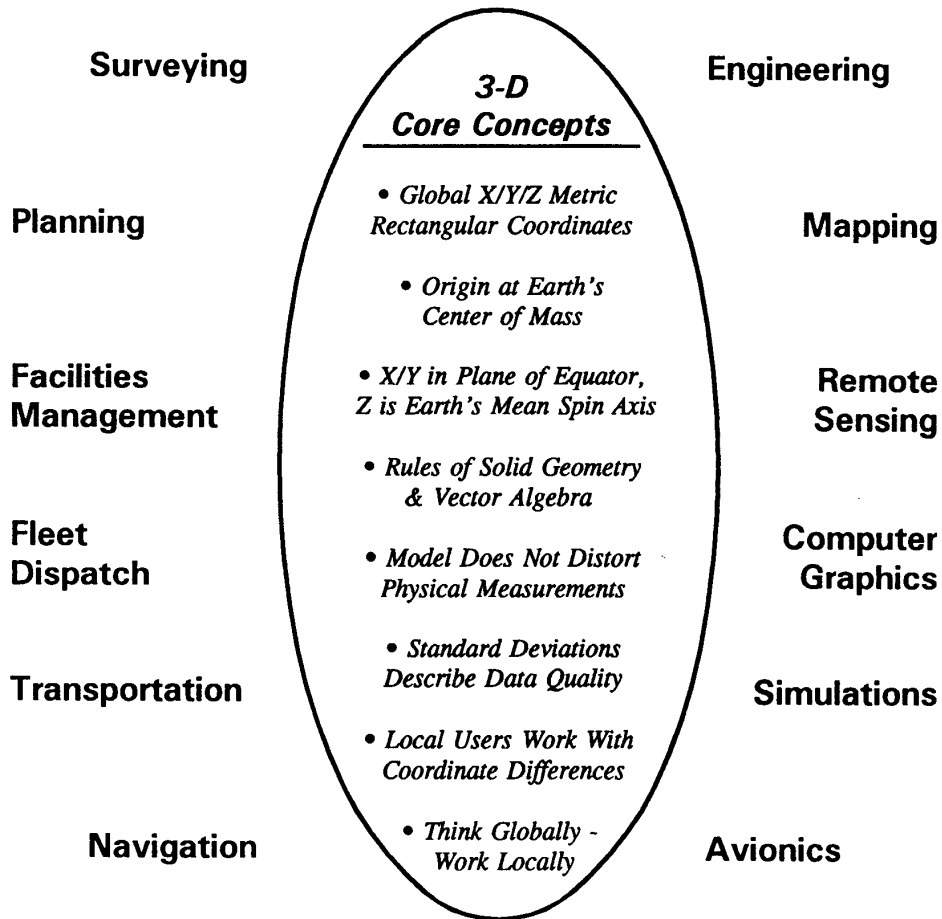 Surveying
Planning
Facilities
Management
Fleet
Dispatch
Transportation
Navigation
3-D
Core Concepts
• Global X/Y/Z Metric
Rectangular Coordinates
• Origin at Earth's
Center of Mass
• X/Y in Plane of Equator,
Z is Earth's Mean Spin Axis
• Rules of Solid Geometry
& Vector Algebra
• Model Does Not Distort
Physical Measurements
• Standard Deviations
Describe Data Quality
• Local Users Work With
Coordinate Differences
• Think Globally -
Work Locally
Engineering
Mapping
Remote
Sensing
Computer
Graphics
Simulations
Avionics